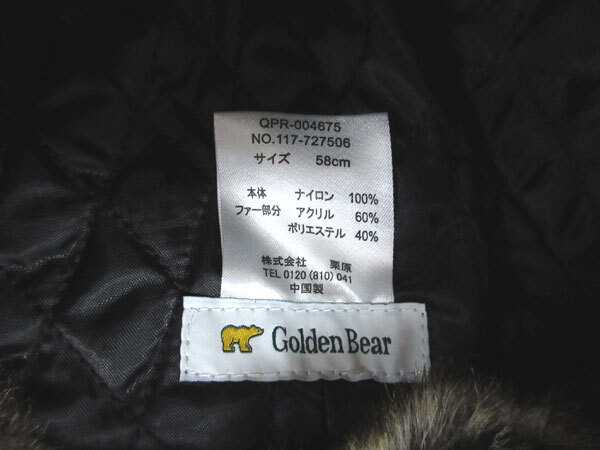 QPR-004675
NO.117-727506
サイズ 58cm
本体 ナイロン 100%
ファー部分 アクリル 60%
ポリエステル 40%
株式会社 栗原
TEL 0120 (810) 041
中国製
Golden Bear